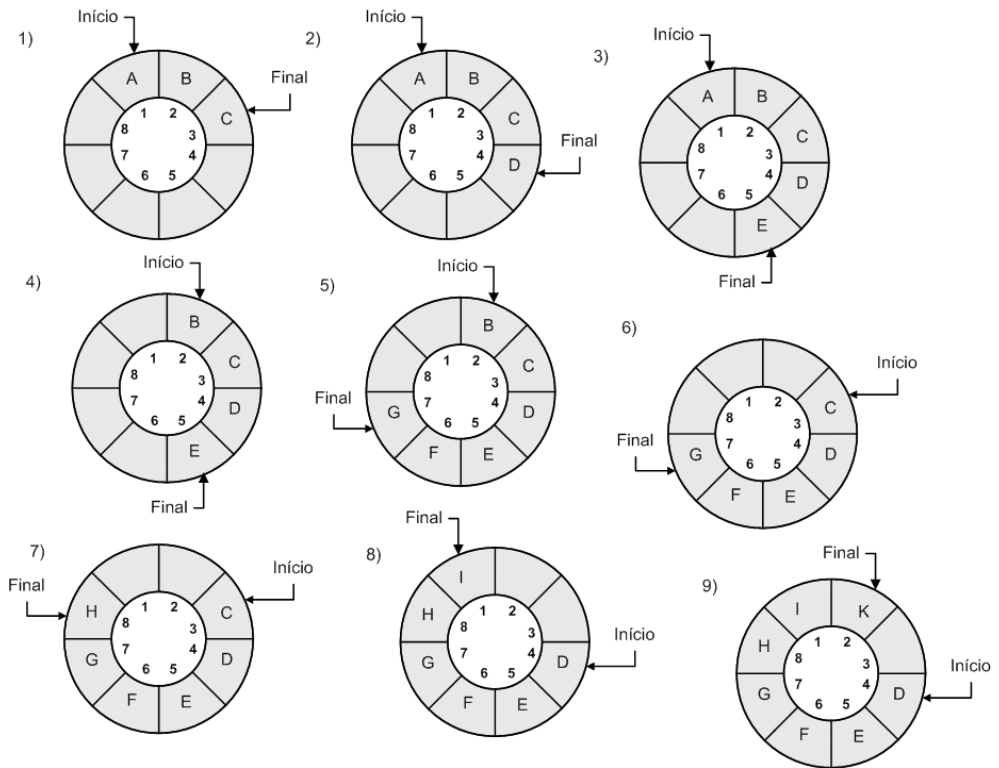 1)
Início
A B
C
Final
1 2
8 3
7 4
6 5
2)
Início
A B
C
D
Final
1 2
8 3
7 4
6 5
3)
Início
A B
C
D
E
Final
1 2
8 3
7 4
6 5
4)
Início
B
C
D
E
Final
1 2
8 3
7 4
6 5
5)
Início
B
C
Final
G D
F E
1 2
8 3
7 4
6 5
6)
Início
C
Final
G D
F E
1 2
8 3
7 4
6 5
7)
Final
Início
H C
G D
F E
1 2
8 3
7 4
6 5
8)
Final
I
H
Início
G D
F E
1 2
8 3
7 4
6 5
9)
Final
I K
H
Início
G D
F E
1 2
8 3
7 4
6 5